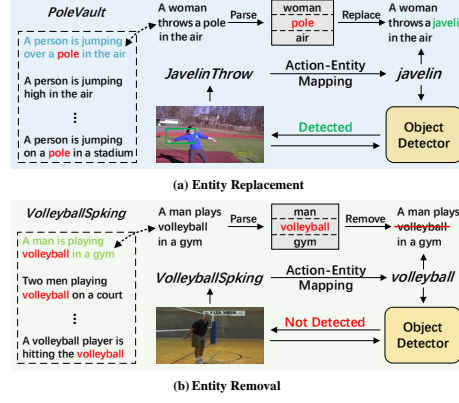 PoleVault
A person is jumping
over a pole in the air
A person is jumping
high in the air
A person is jumping
on a pole in a stadium
A woman
throws a pole
in the air
Parse
woman
pole
air
Replace
A woman
throws a javeli
in the air
JavelinThrow
Action-Entity
Mapping
javelin
Detected
Object
Detector
(a) Entity Replacement
VolleyballSpking
A man is playing
volleyball in a gym
Two men playing
volleyball on a court
A volleyball player is
hitting the volleyball
A man plays
volleyball
in a gym
Parse
man
volleyball
gym
Remove
A man plays
volleyball
in a gym
VolleyballSpking
Action-Entity
Mapping
volleyball
Not Detected
Object
Detector
(b) Entity Removal